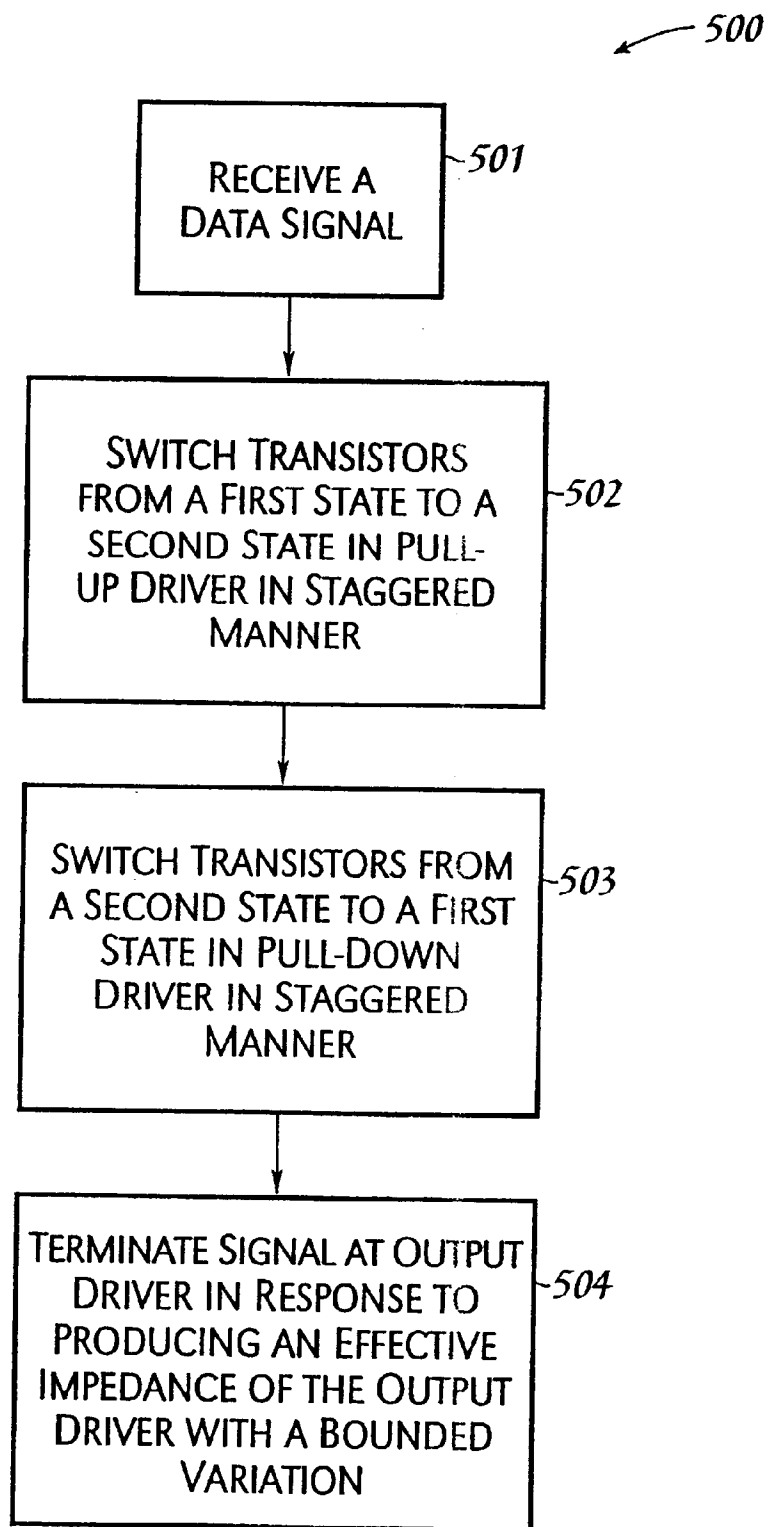 500
RECEIVE A
DATA SIGNAL
501
SWITCH TRANSISTORS
FROM A FIRST STATE TO A
SECOND STATE IN PULL-
UP DRIVER IN STAGGERED
MANNER
502
SWITCH TRANSISTORS FROM
A SECOND STATE TO A FIRST
STATE IN PULL-DOWN
DRIVER IN STAGGERED
MANNER
503
TERMINATE SIGNAL AT OUTPUT
DRIVER IN RESPONSE TO
PRODUCING AN EFFECTIVE
IMPEDANCE OF THE OUTPUT
DRIVER WITH A BOUNDED
VARIATION
504